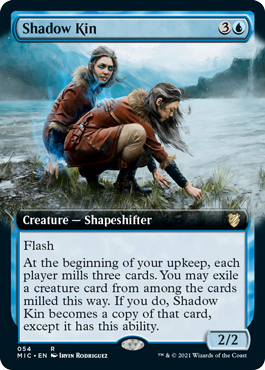 Shadow Kin 3
Creature — Shapeshifter
Flash
At the beginning of your upkeep, each
player mills three cards. You may exile
a creature card from among the cards
milled this way. If you do, Shadow
Kin becomes a copy of that card,
except it has this ability.
2/2
054 R
MIC • EN Irvin Rodriguez ™ & © 2021 Wizards of the Coast